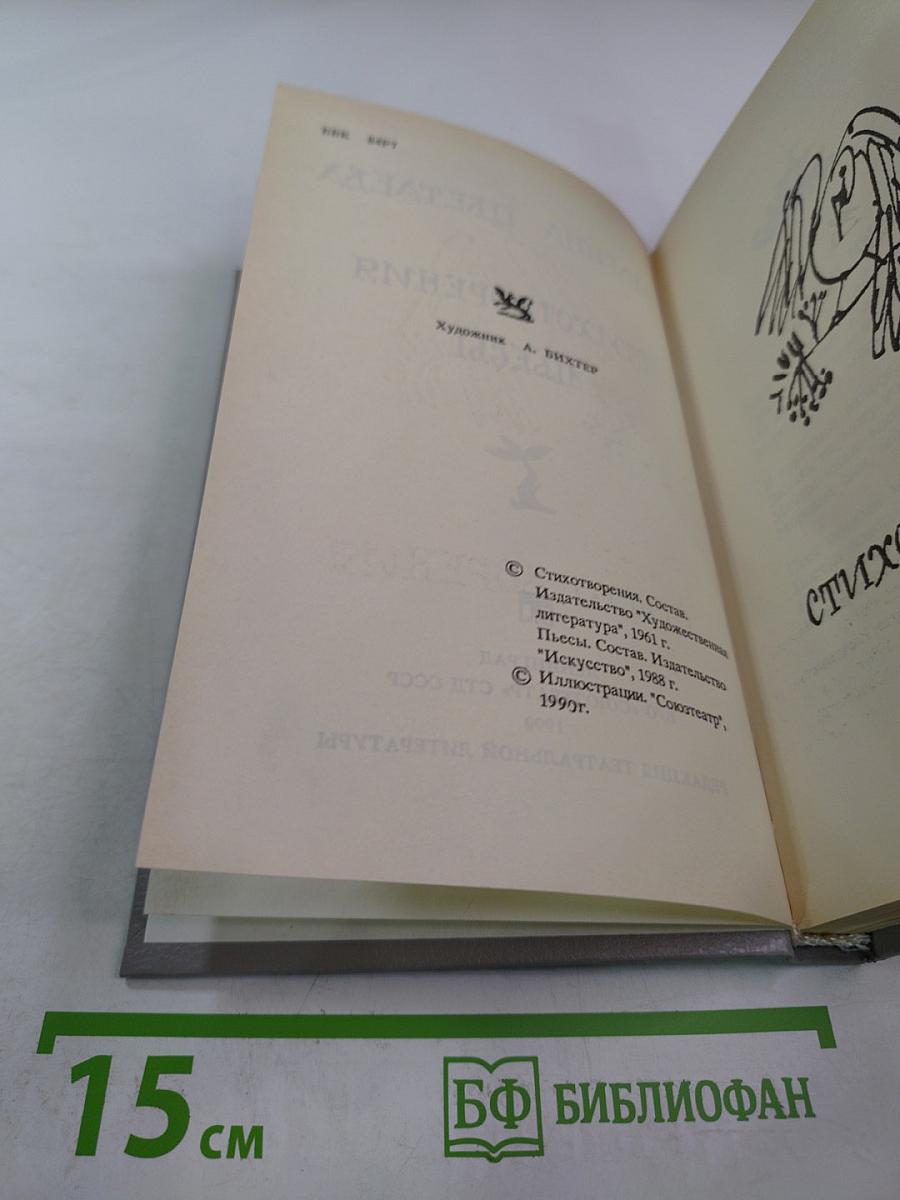 ББК 84Р7
Художник А. БИХТЕР
© Стихотворения. Состав.
Издательство "Художественная
литература", 1961 г.
Пьесы. Состав. Издательство
"Искусство", 1988 г.
© Иллюстрации. "Союзтеатр",
1990г.
СТИХО
15 см
БФ БИБЛИОФАН